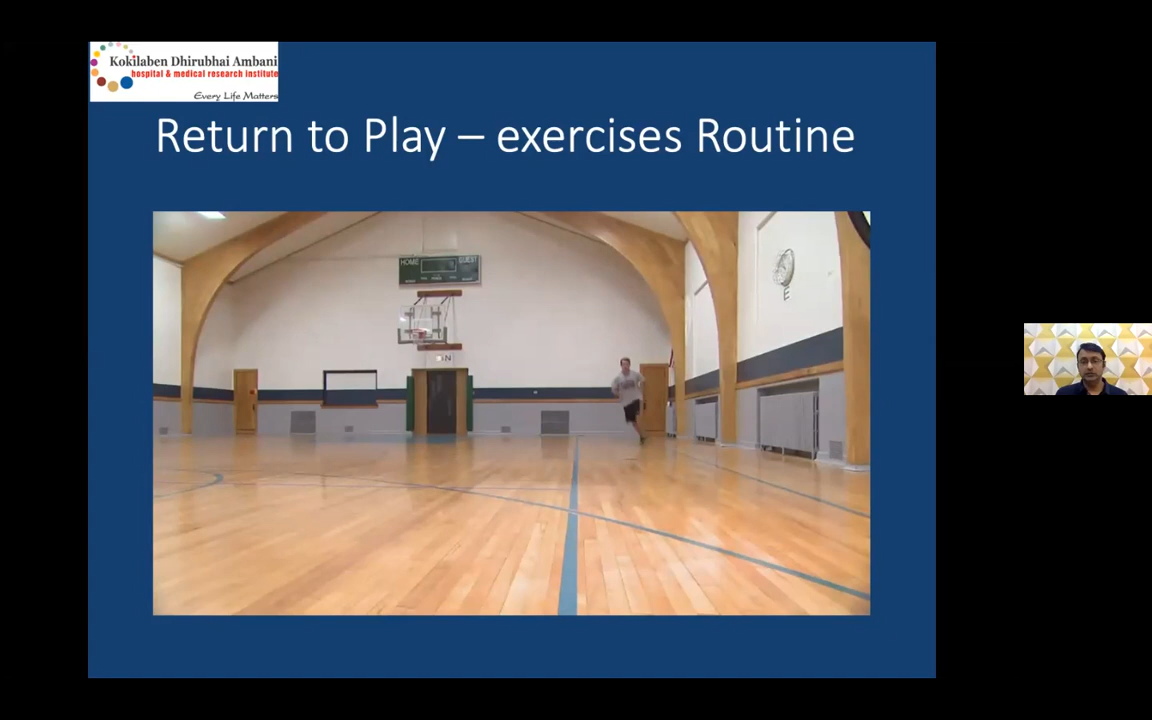 Kokilaben Dhirubhai Ambani
hospital & medical research institute
Every Life Matters
Return to Play – exercises Routine
HOME
GUEST
E